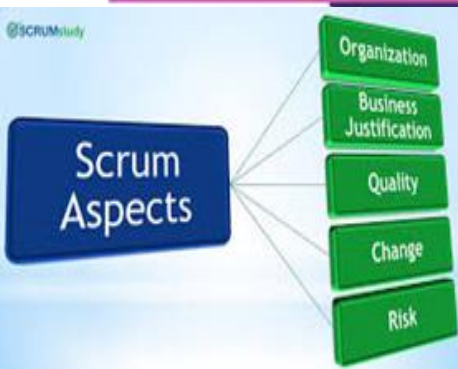 SCRUMstudy
Scrum
Aspects
Organization
Business
Justification
Quality
Change
Risk